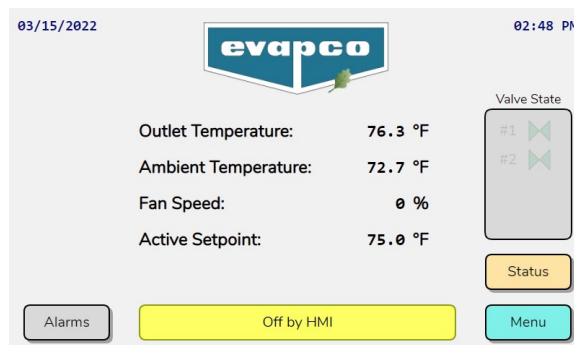 03/15/2022
02:48 PM
evapco
Valve State
#1
#2
Outlet Temperature: 76.3 °F
Ambient Temperature: 72.7 °F
Fan Speed: 0 %
Active Setpoint: 75.0 °F
Status
Alarms
Off by HMI
Menu